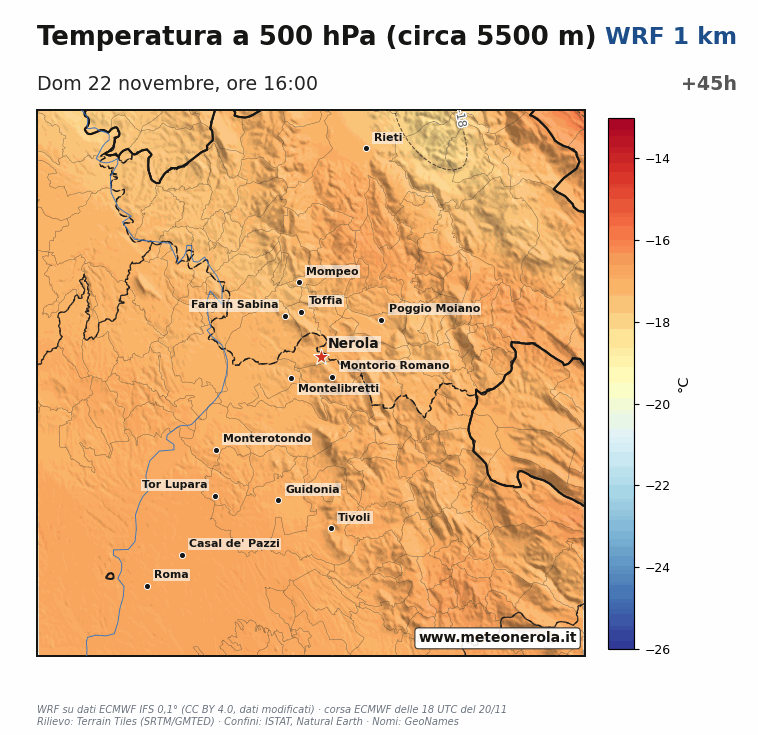 Temperatura a 500 hPa (circa 5500 m) WRF 1 km
Dom 22 novembre, ore 16:00
+45h
-18
Rieti
Mompeo
Toffia
Fara in Sabina
Poggio Moiano
Nerola
Montorio Romano
Montelibretti
Monterotondo
Tor Lupara
Guidonia
Tivoli
Casal de' Pazzi
Roma
www.meteonerola.it
−14
−16
−18
−20
−22
−24
−26
°C
WRF su dati ECMWF IFS 0,1° (CC BY 4.0, dati modificati) · corsa ECMWF delle 18 UTC del 20/11
Rilievo: Terrain Tiles (SRTM/GMTED) · Confini: ISTAT, Natural Earth · Nomi: GeoNames